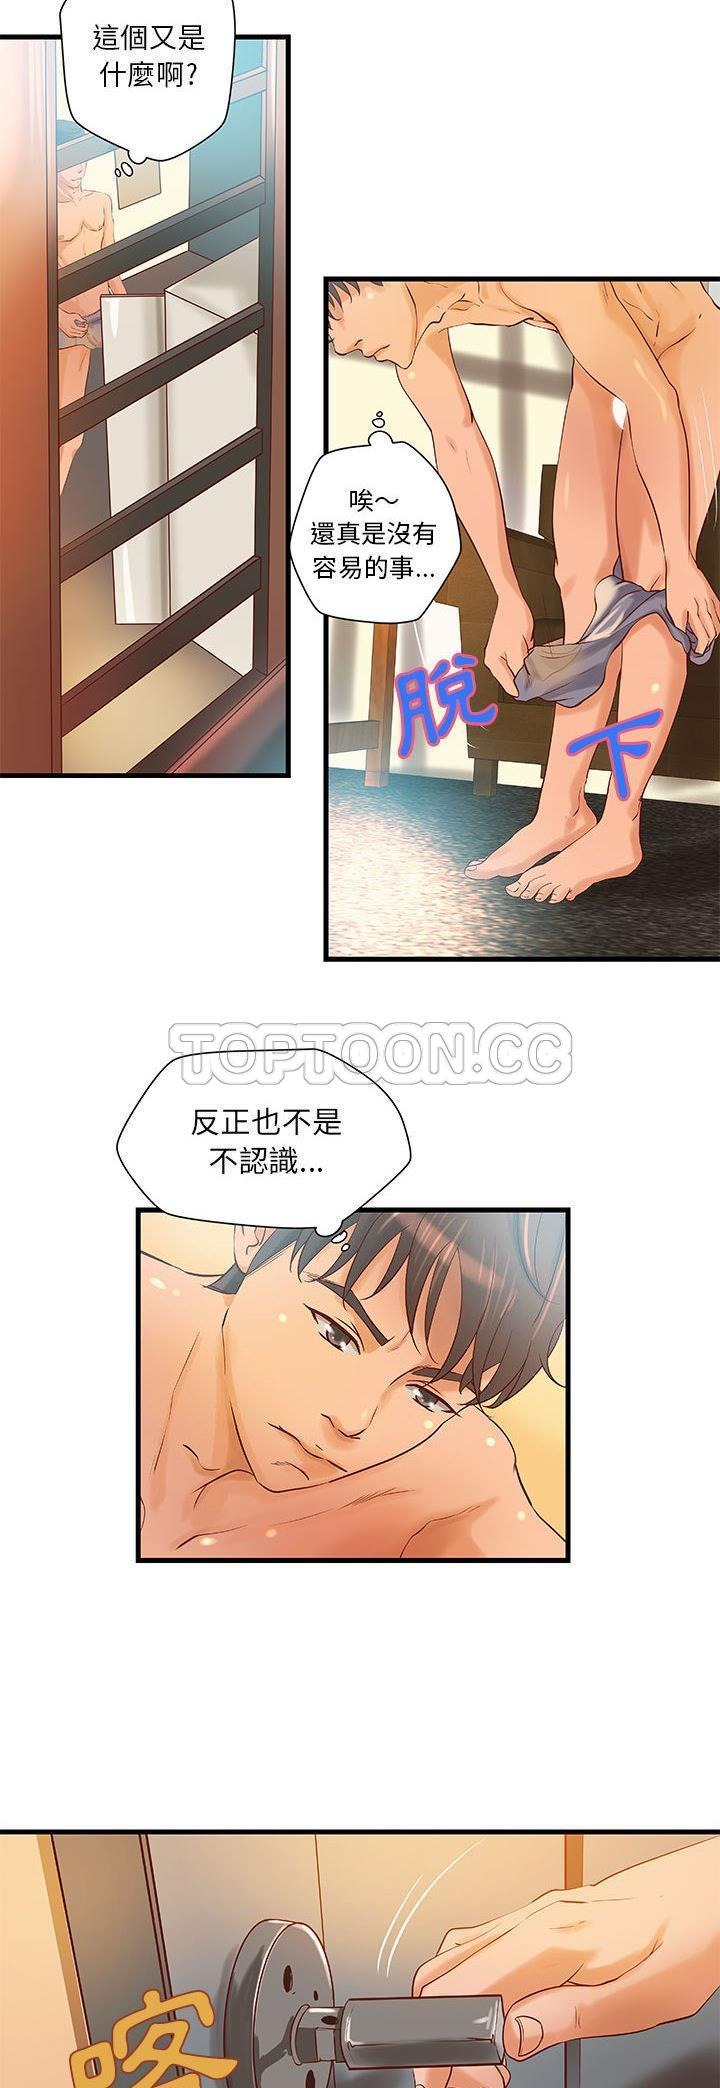 這個又是
什麼啊?
唉～
還真是沒有
容易的事...
脫下
TOPTOON.CC
反正也不是
不認識...
喀